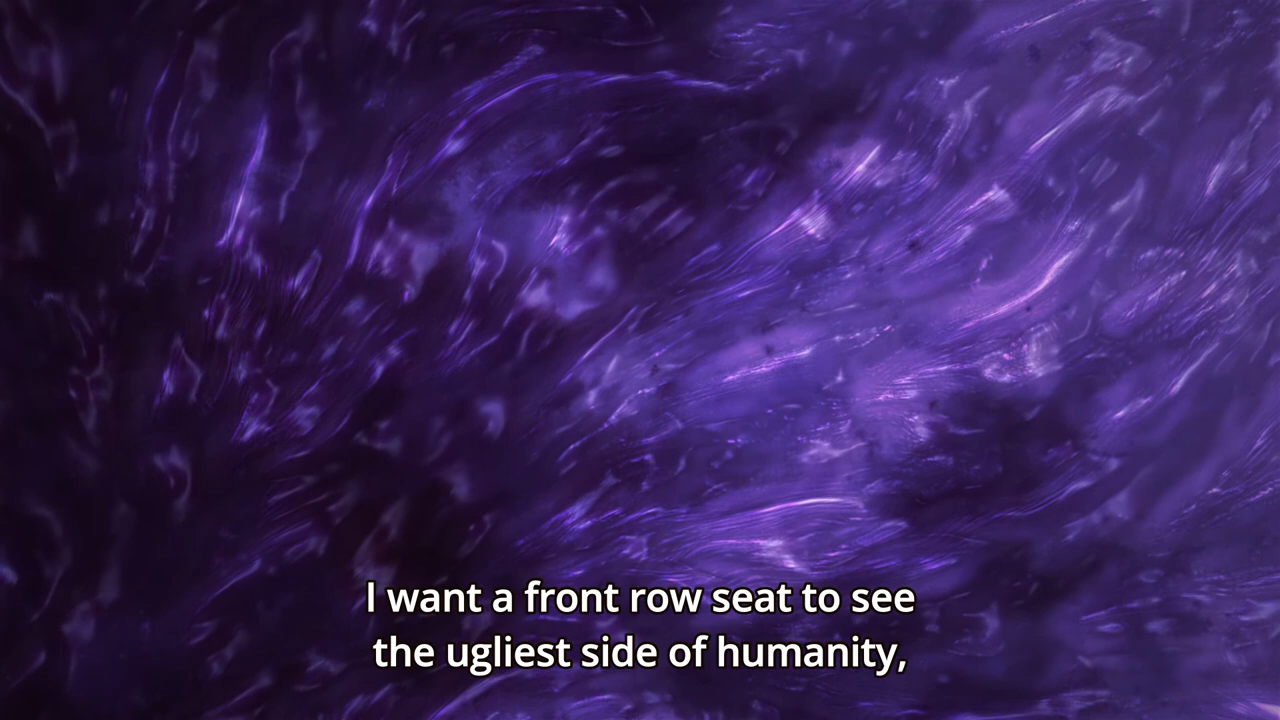 I want a front row seat to see
the ugliest side of humanity,